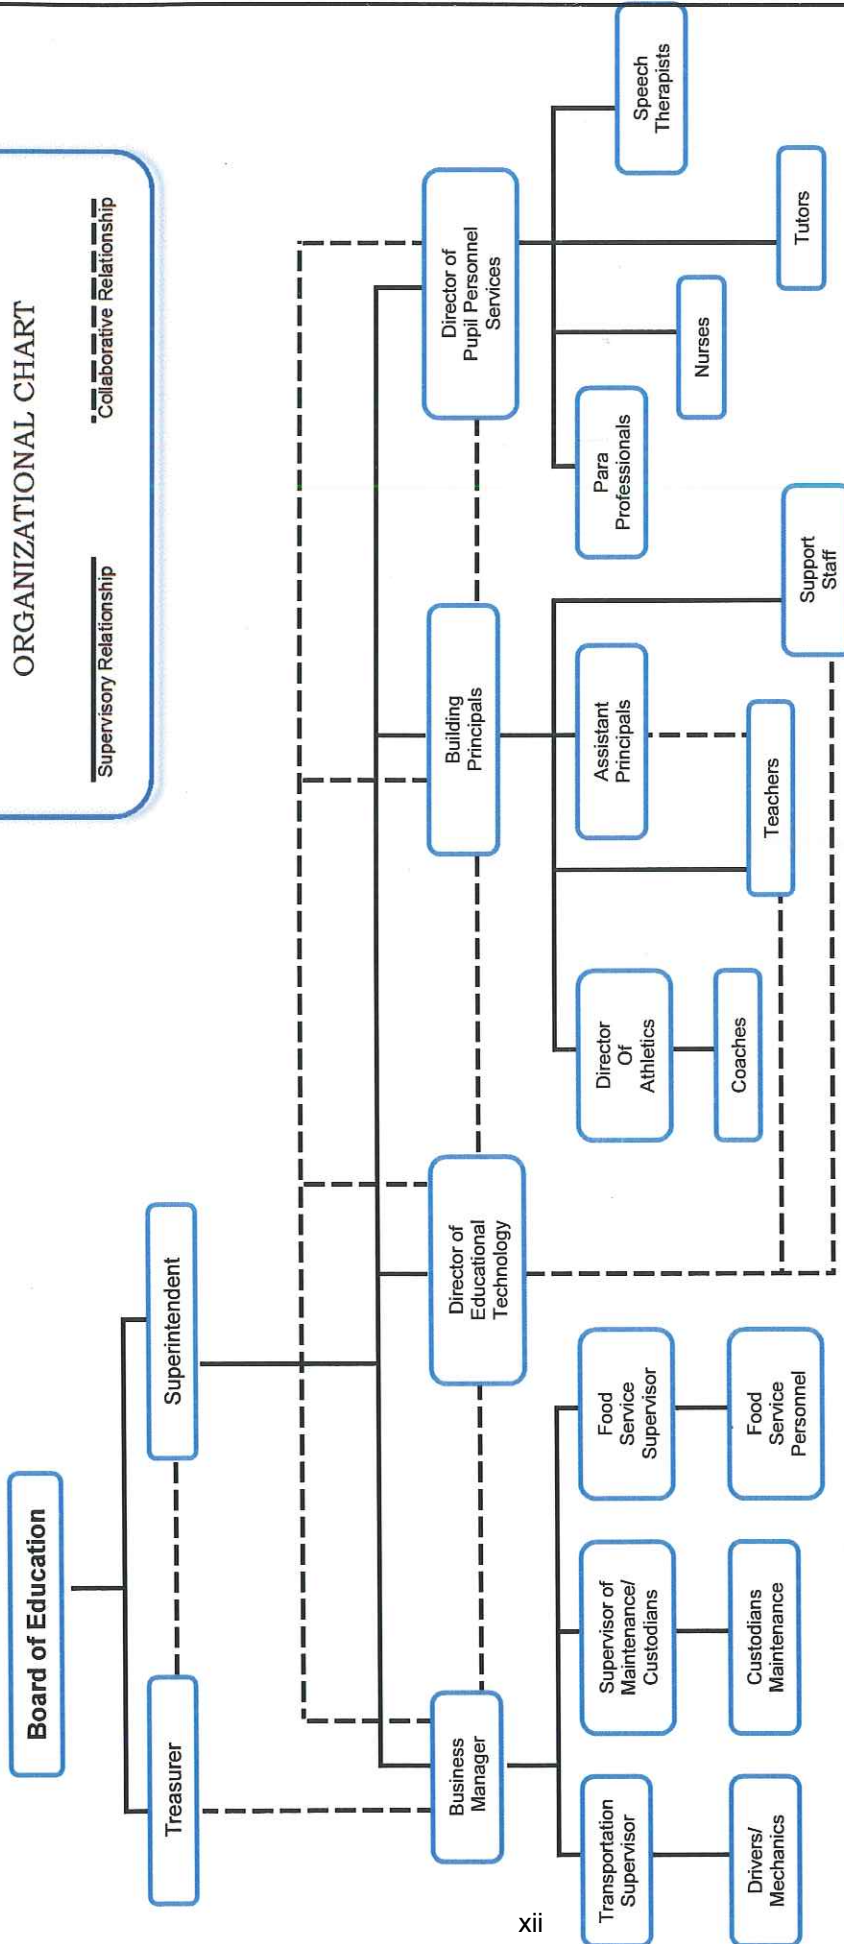 ORGANIZATIONAL CHART
Supervisory Relationship
Collaborative Relationship
Board of Education
Treasurer
Superintendent
Business
Manager
Director of
Educational
Technology
Building
Principals
Director of
Pupil Personnel
Services
Transportation
Supervisor
Supervisor of
Maintenance/
Custodians
Food
Service
Supervisor
Director
Of
Athletics
Assistant
Principals
Para
Professionals
Speech
Therapists
Drivers/
Mechanics
Custodians
Maintenance
Food
Service
Personnel
Coaches
Teachers
Support
Staff
Nurses
Tutors
xii